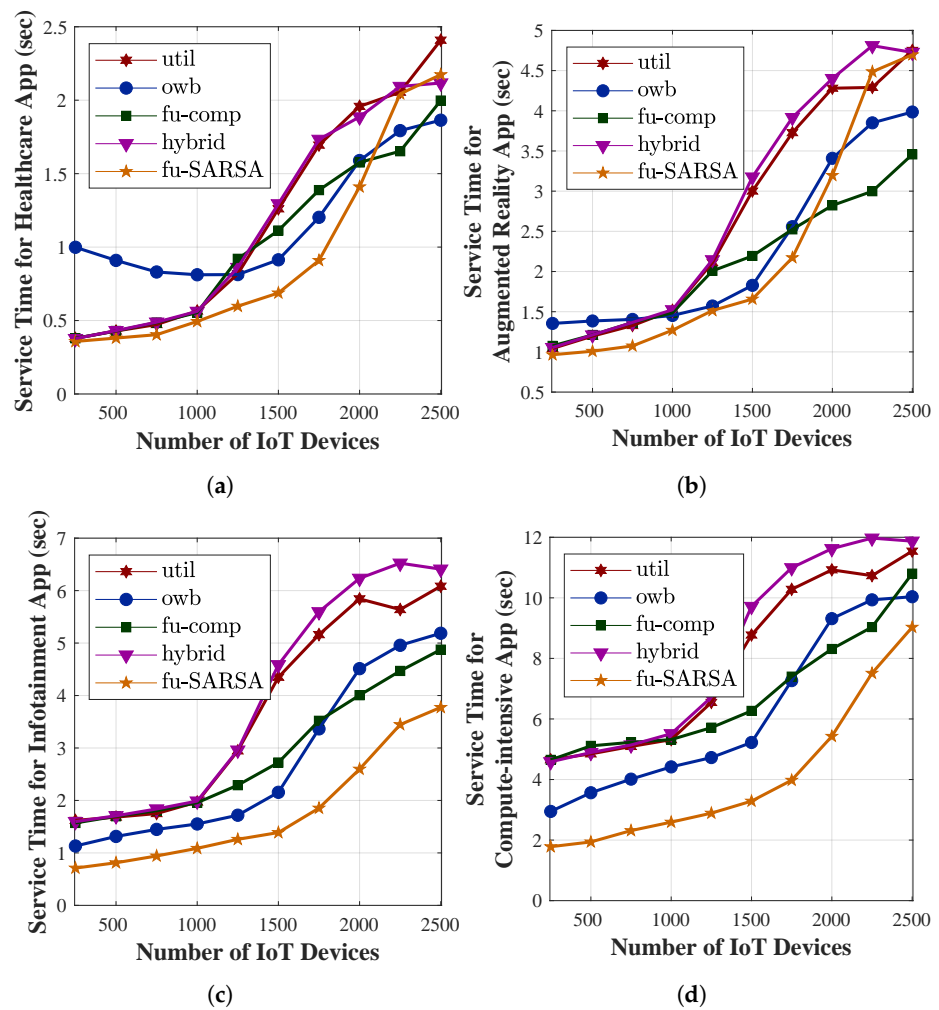 Service Time for Healthcare App (sec)
2.5
2
1.5
1
0.5
0
util
owb
fu-comp
hybrid
fu-SARSA
500 1000 1500 2000 2500
Number of IoT Devices
(a)
Service Time for
Augmented Reality App (sec)
5
4.5
4
3.5
3
2.5
2
1.5
1
0.5
util
owb
fu-comp
hybrid
fu-SARSA
500 1000 1500 2000 2500
Number of IoT Devices
(b)
Service Time for Infotainment App (sec)
7
6
5
4
3
2
1
0
util
owb
fu-comp
hybrid
fu-SARSA
500 1000 1500 2000 2500
Number of IoT Devices
(c)
Service Time for
Compute-intensive App (sec)
12
10
8
6
4
2
0
util
owb
fu-comp
hybrid
fu-SARSA
500 1000 1500 2000 2500
Number of IoT Devices
(d)